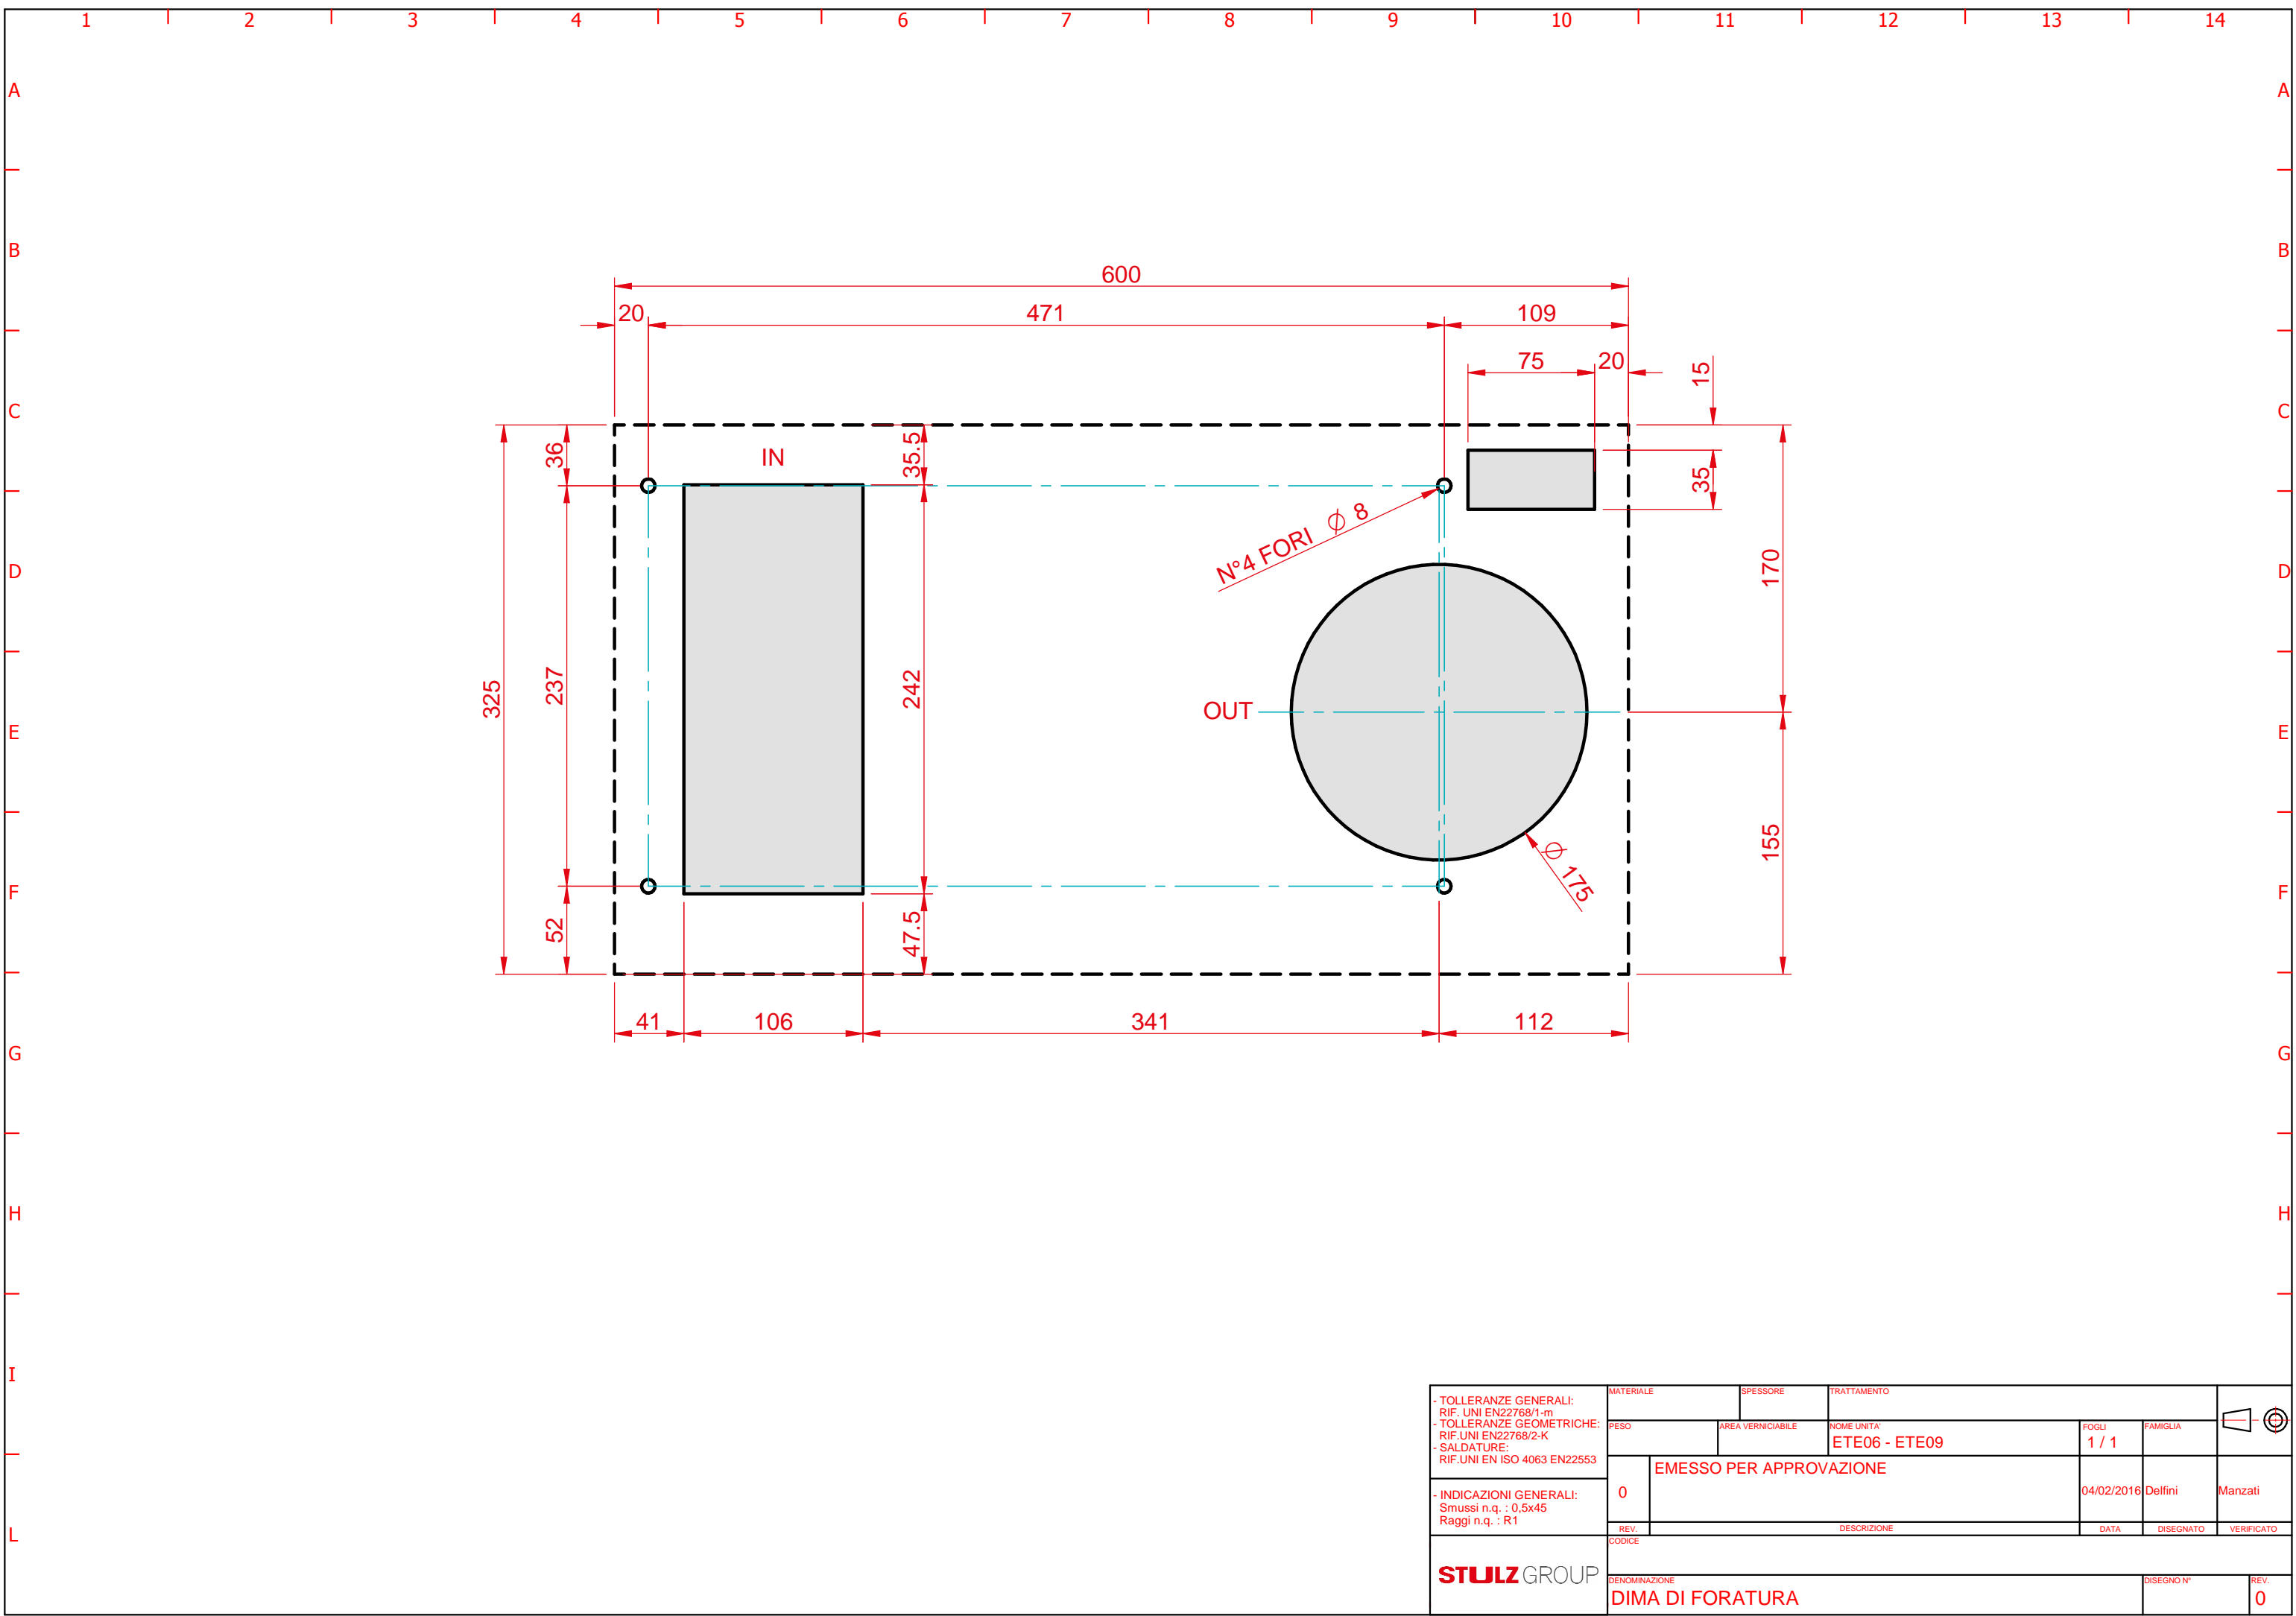 1 2 3 4 5 6 7 8 9 10 11 12 13 14
A A
B B
600
20 471 109
75 20 15
C C
36 IN 35.5 35
N°4 FORI ∅ 8
D D
170
325 237 242 OUT
E E
155
∅ 175
F F
52 47.5
41 106 341 112
G G
H H
I
L
- TOLLERANZE GENERALI:
RIF. UNI EN22768/1-m
- TOLLERANZE GEOMETRICHE:
RIF.UNI EN22768/2-K
- SALDATURE:
RIF.UNI EN ISO 4063 EN22553
- INDICAZIONI GENERALI:
Smussi n.q. : 0,5x45
Raggi n.q. : R1
STULZ GROUP
MATERIALE SPESSORE TRATTAMENTO
PESO AREA VERNICIABILE NOME UNITA' FOGLI FAMIGLIA
ETE06 - ETE09 1 / 1
EMESSO PER APPROVAZIONE
0 04/02/2016 Delfini Manzati
REV. DESCRIZIONE DATA DISEGNATO VERIFICATO
CODICE
DENOMINAZIONE DISEGNO N° REV.
DIMA DI FORATURA 0